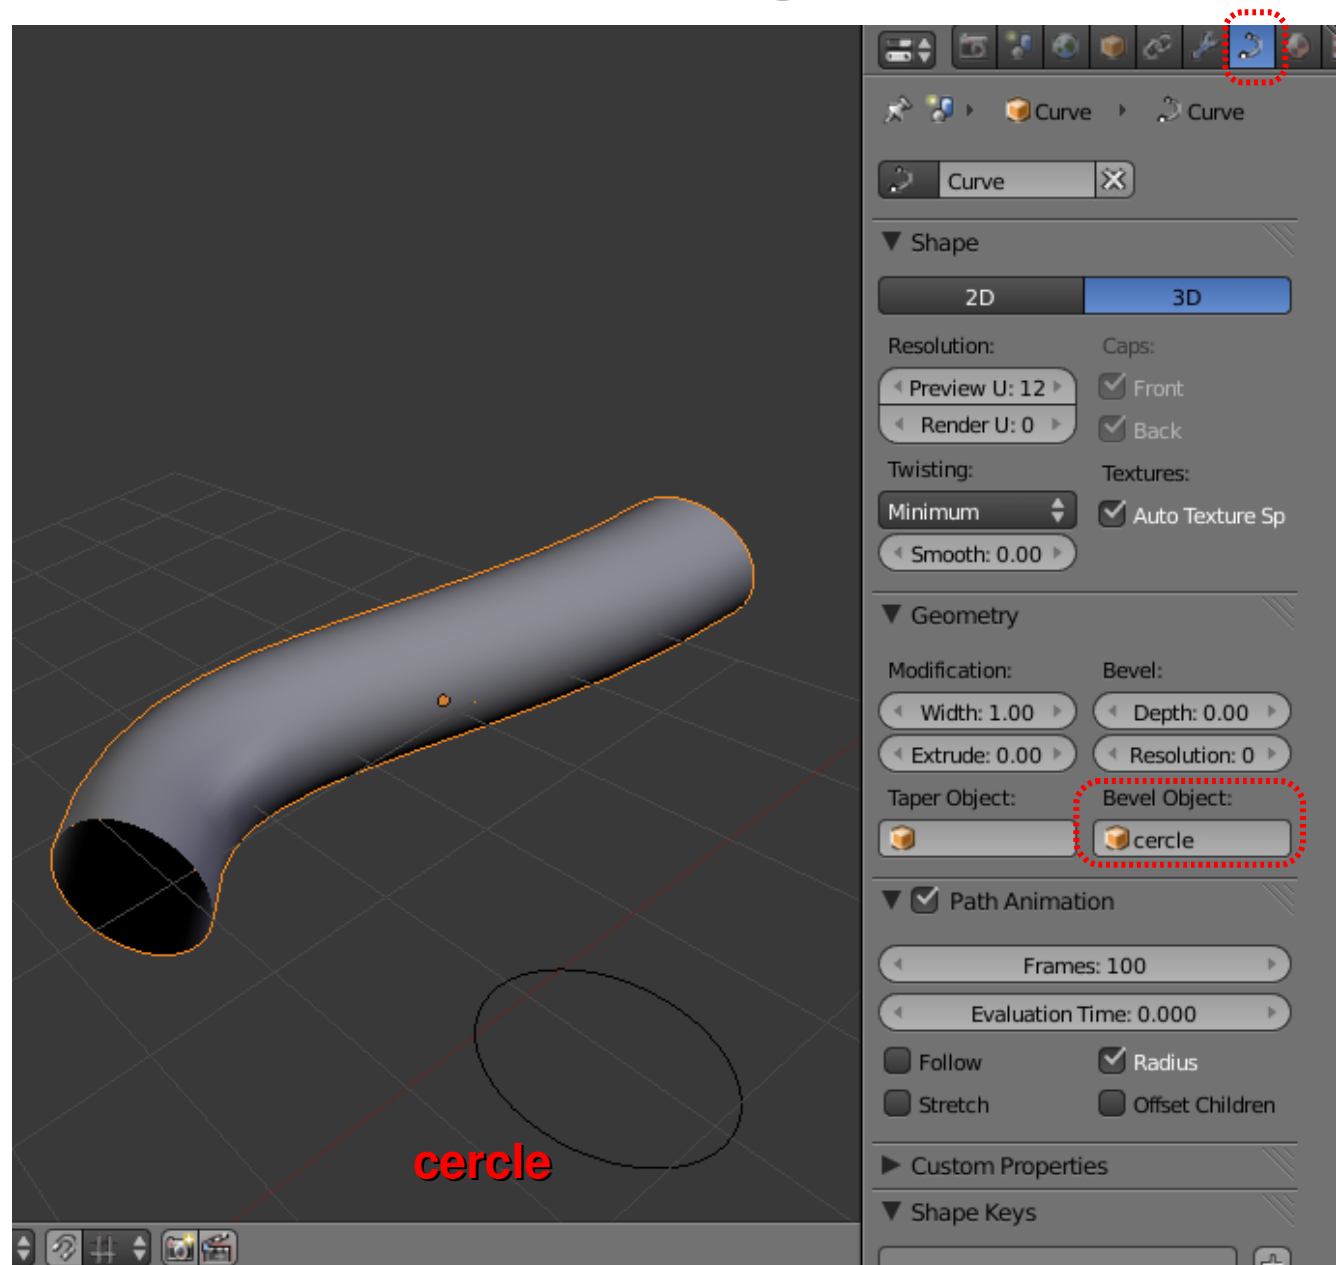 Curve Curve
Curve
Shape
2D 3D
Resolution: Caps:
Preview U: 12 Front
Render U: 0 Back
Twisting: Textures:
Minimum Auto Texture Sp
Smooth: 0.00
Geometry
Modification: Bevel:
Width: 1.00 Depth: 0.00
Extrude: 0.00 Resolution: 0
Taper Object: Bevel Object:
cercle
Path Animation
Frames: 100
Evaluation Time: 0.000
Follow Radius
Stretch Offset Children
cercle
Custom Properties
Shape Keys